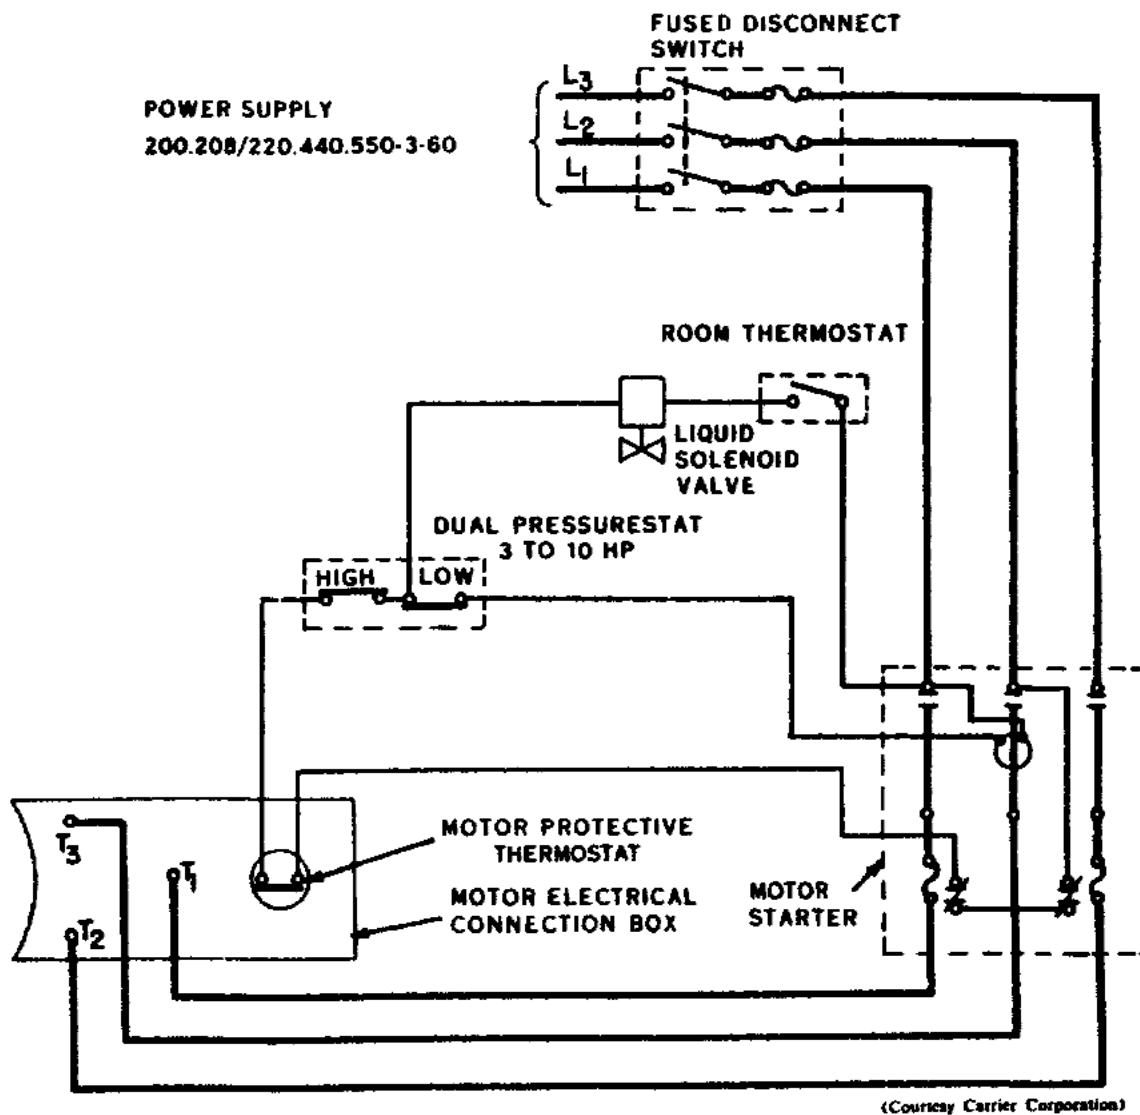 FUSED DISCONNECT
SWITCH
POWER SUPPLY
200.208/220.440.550-3-60
L3
L2
L1
ROOM THERMOSTAT
LIQUID
SOLENOID
VALVE
DUAL PRESSURESTAT
3 TO 10 HP
HIGH
LOW
T3
T1
T2
MOTOR PROTECTIVE
THERMOSTAT
MOTOR ELECTRICAL
CONNECTION BOX
MOTOR
STARTER
(Courtesy Carrier Corporation)